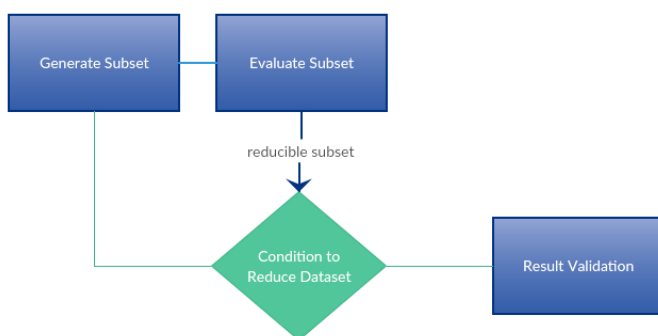 Generate Subset
Evaluate Subset
reducible subset
Condition to
Reduce Dataset
Result Validation